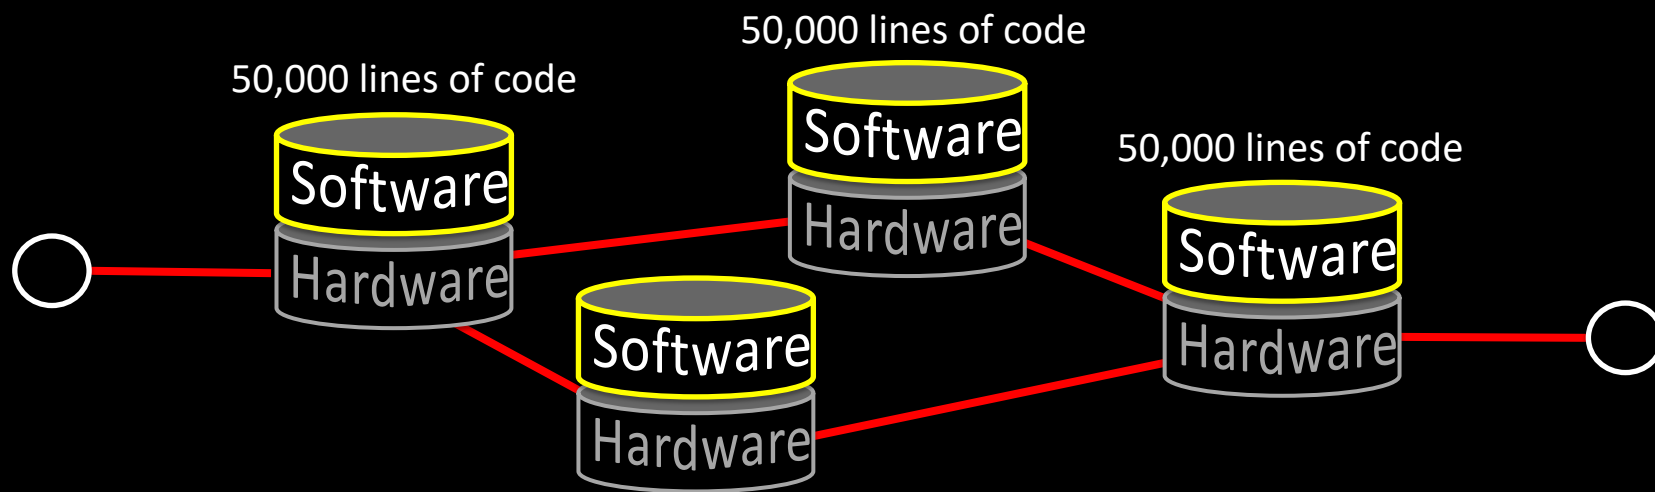 50,000 lines of code
Software
Hardware
50,000 lines of code
Software
Hardware
Software
Hardware
50,000 lines of code
Software
Hardware